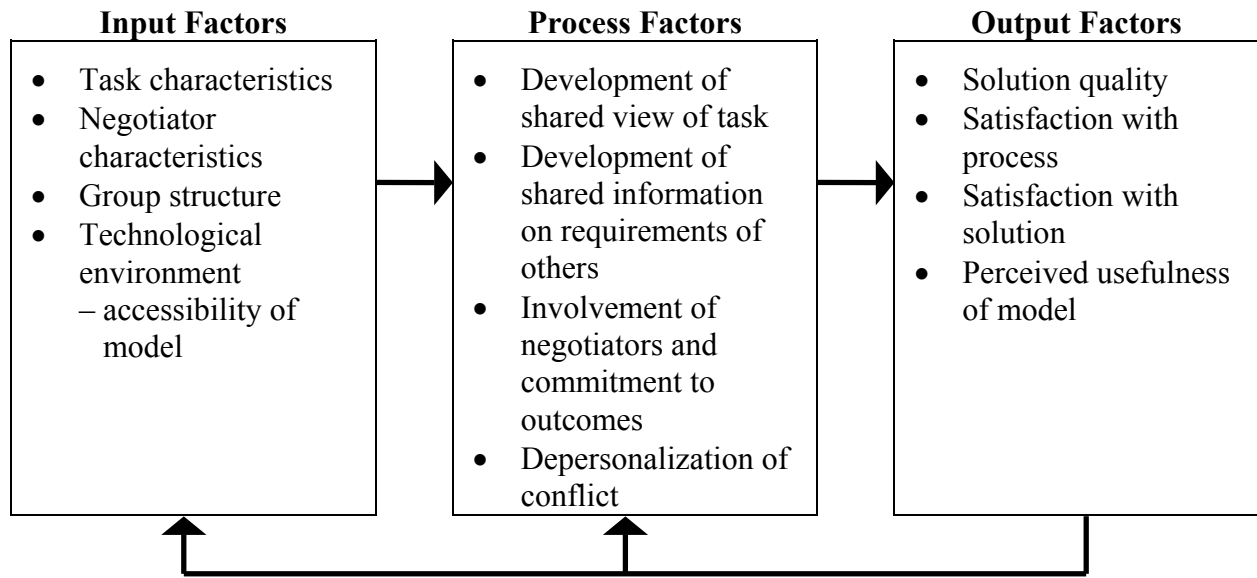 Input Factors
• Task characteristics
• Negotiator
characteristics
• Group structure
• Technological
environment
– accessibility of
model
Process Factors
• Development of
shared view of task
• Development of
shared information
on requirements of
others
• Involvement of
negotiators and
commitment to
outcomes
• Depersonalization of
conflict
Output Factors
• Solution quality
• Satisfaction with
process
• Satisfaction with
solution
• Perceived usefulness
of model